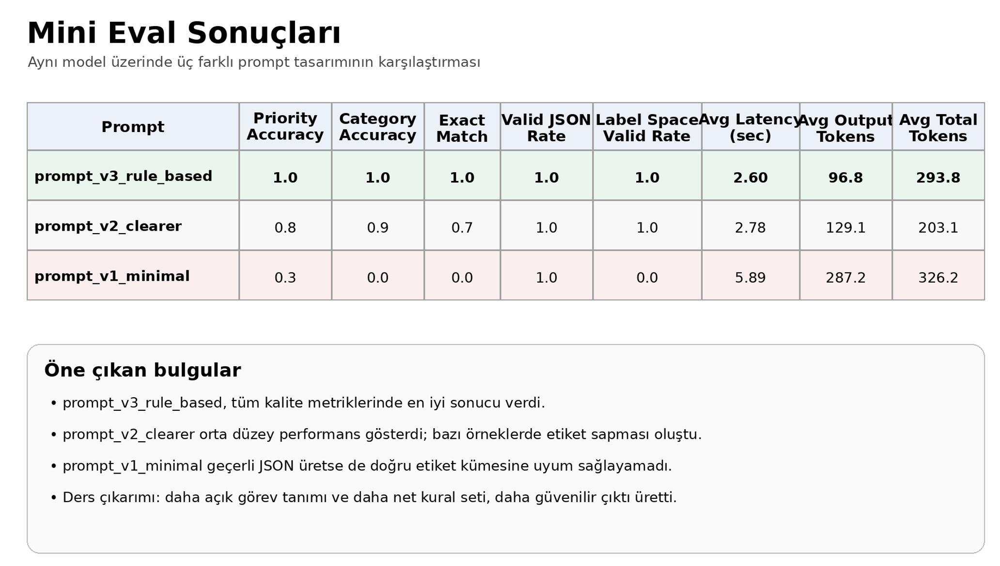 Mini Eval Sonuçları
Aynı model üzerinde üç farklı prompt tasarımının karşılaştırması
Prompt | Priority Accuracy | Category Accuracy | Exact Match | Valid JSON Rate | Label Space Valid Rate | Avg Latency (sec) | Avg Output Tokens | Avg Total Tokens
prompt_v3_rule_based | 1.0 | 1.0 | 1.0 | 1.0 | 1.0 | 2.60 | 96.8 | 293.8
prompt_v2_clearer | 0.8 | 0.9 | 0.7 | 1.0 | 1.0 | 2.78 | 129.1 | 203.1
prompt_v1_minimal | 0.3 | 0.0 | 0.0 | 1.0 | 0.0 | 5.89 | 287.2 | 326.2
Öne çıkan bulgular
• prompt_v3_rule_based, tüm kalite metriklerinde en iyi sonucu verdi.
• prompt_v2_clearer orta düzey performans gösterdi; bazı örneklerde etiket sapması oluştu.
• prompt_v1_minimal geçerli JSON üretse de doğru etiket kümesine uyum sağlayamadı.
• Ders çıkarımı: daha açık görev tanımı ve daha net kural seti, daha güvenilir çıktı üretti.